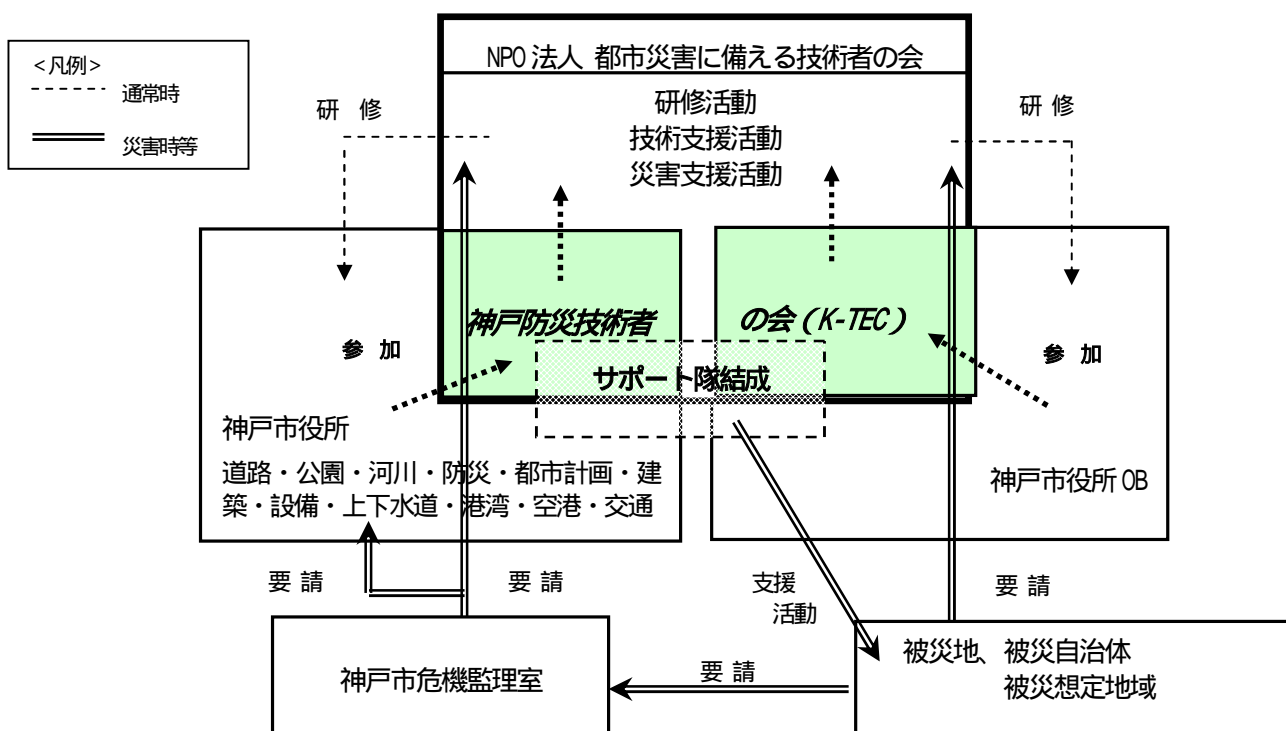 <凡例>
通常時
災害時等
NPO法人 都市災害に備える技術者の会
研修活動
技術支援活動
災害支援活動
研 修
研 修
神戸防災技術者
の会(K-TEC)
参 加
参 加
サポート隊結成
神戸市役所
道路・公園・河川・防災・都市計画・建
築・設備・上下水道・港湾・空港・交通
神戸市役所OB
要 請
要 請
支援
活動
要 請
神戸市危機監理室
要 請
被災地、被災自治体
被災想定地域